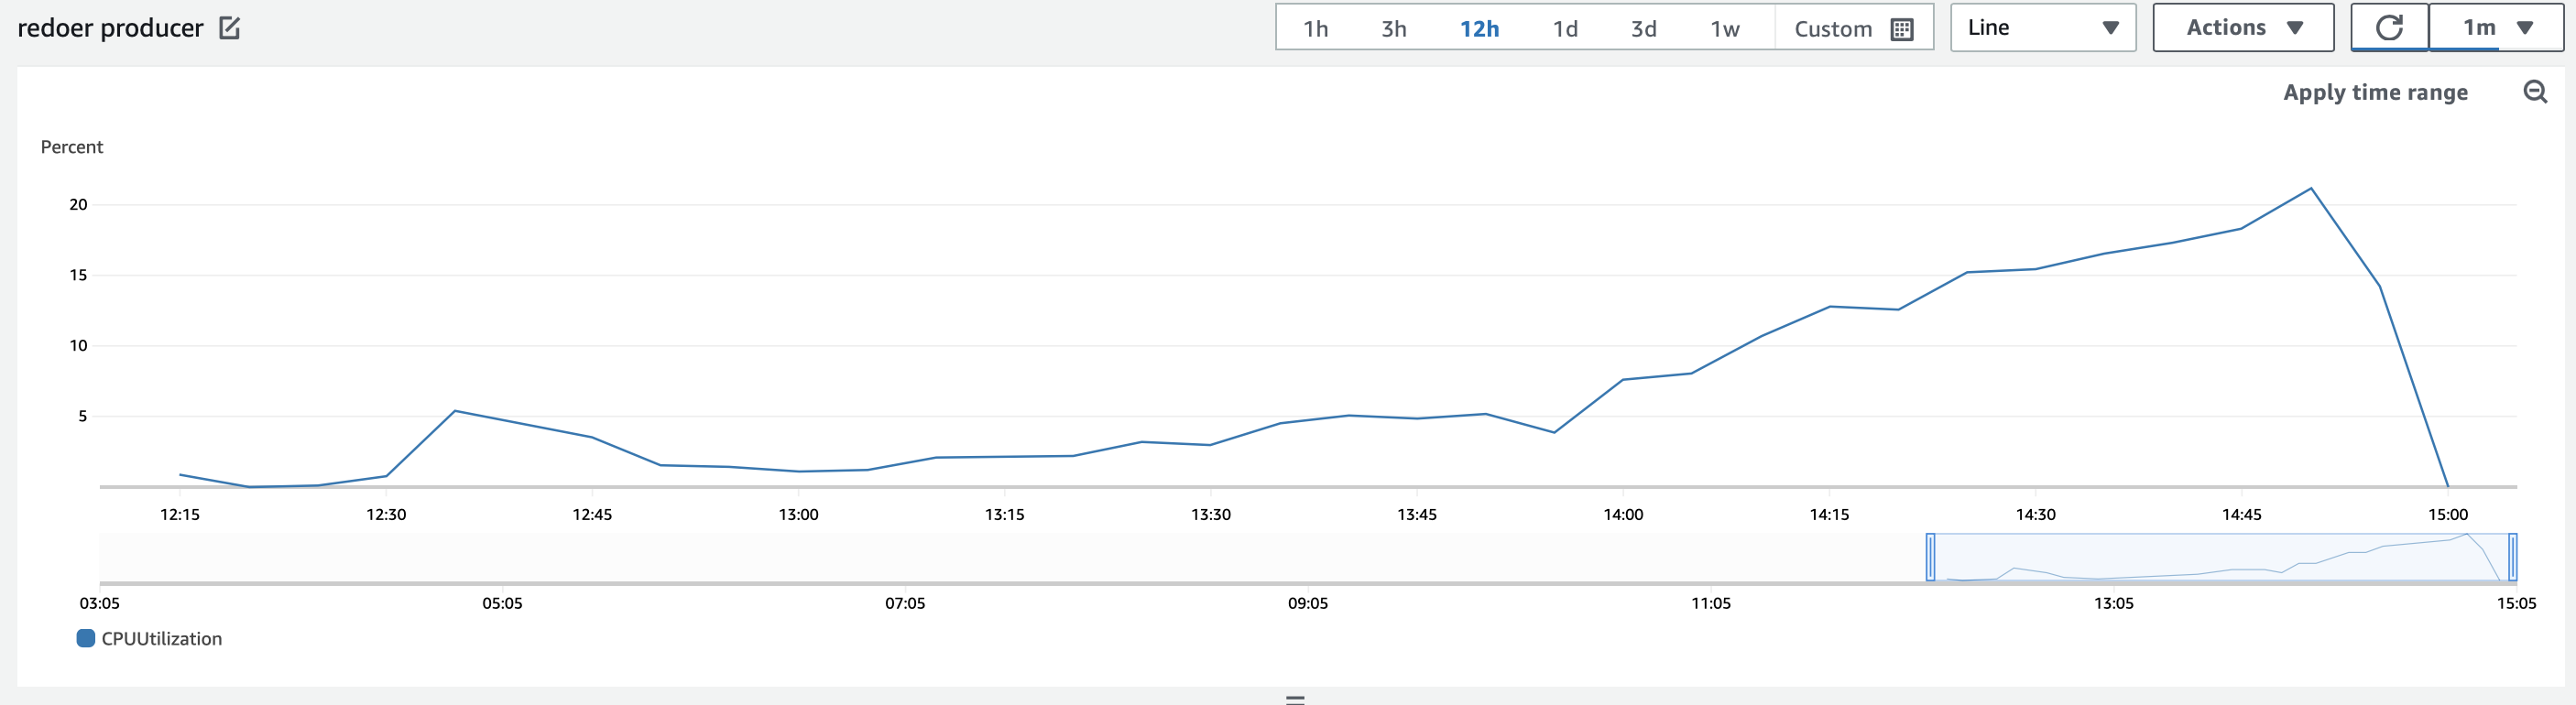 redoer producer
1h 3h 12h 1d 3d 1w Custom Line Actions 1m
Apply time range
Percent
20
15
10
5
12:15 12:30 12:45 13:00 13:15 13:30 13:45 14:00 14:15 14:30 14:45 15:00
03:05 05:05 07:05 09:05 11:05 13:05 15:05
CPUUtilization